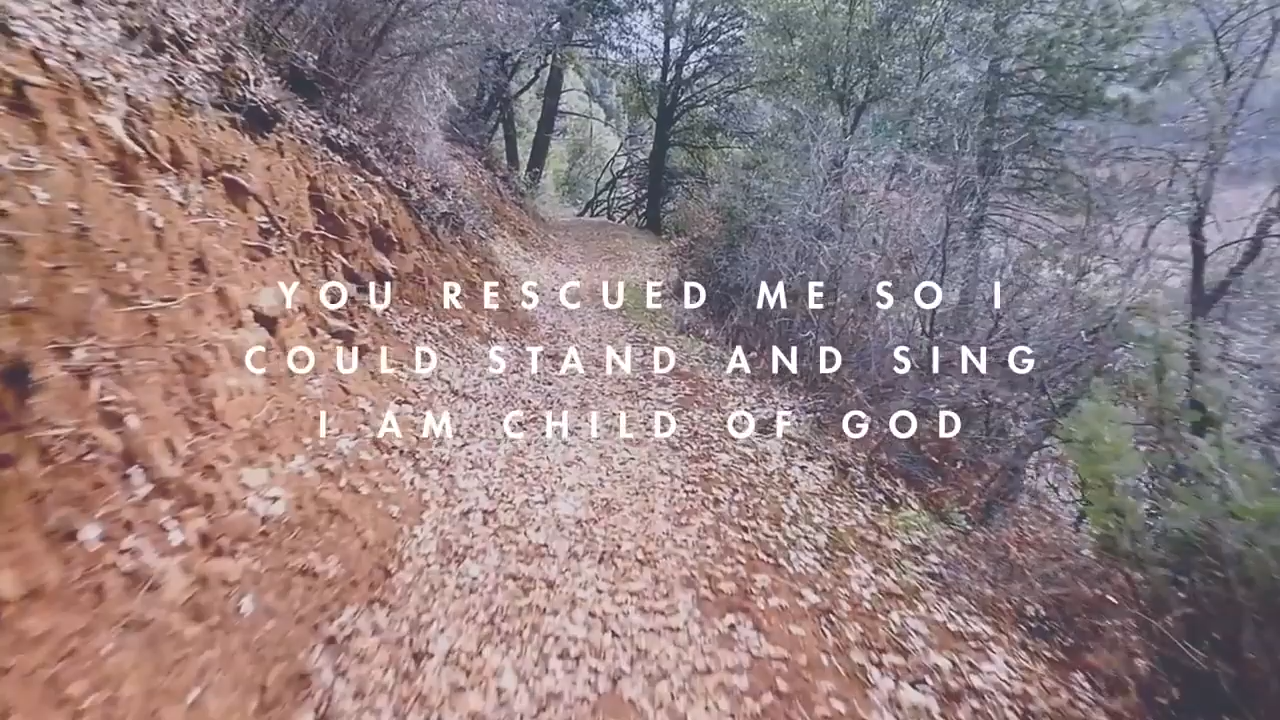 YOU RESCUED ME SO I
COULD STAND AND SING
I AM CHILD OF GOD